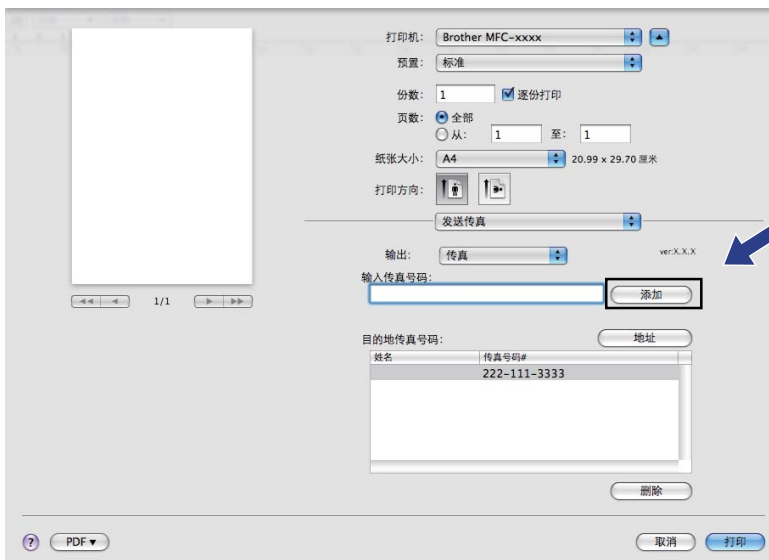 打印机: Brother MFC-xxxx
预置: 标准
份数: 1 逐份打印
页数: 全部
从: 1 至: 1
纸张大小: A4 20.99 x 29.70 厘米
打印方向:
发送传真
输出: 传真 ver:X.X.X
输入传真号码:
添加
1/1
目的地传真号码: 地址
姓名 传真号码#
222-111-3333
删除
? PDF▼ 取消 打印